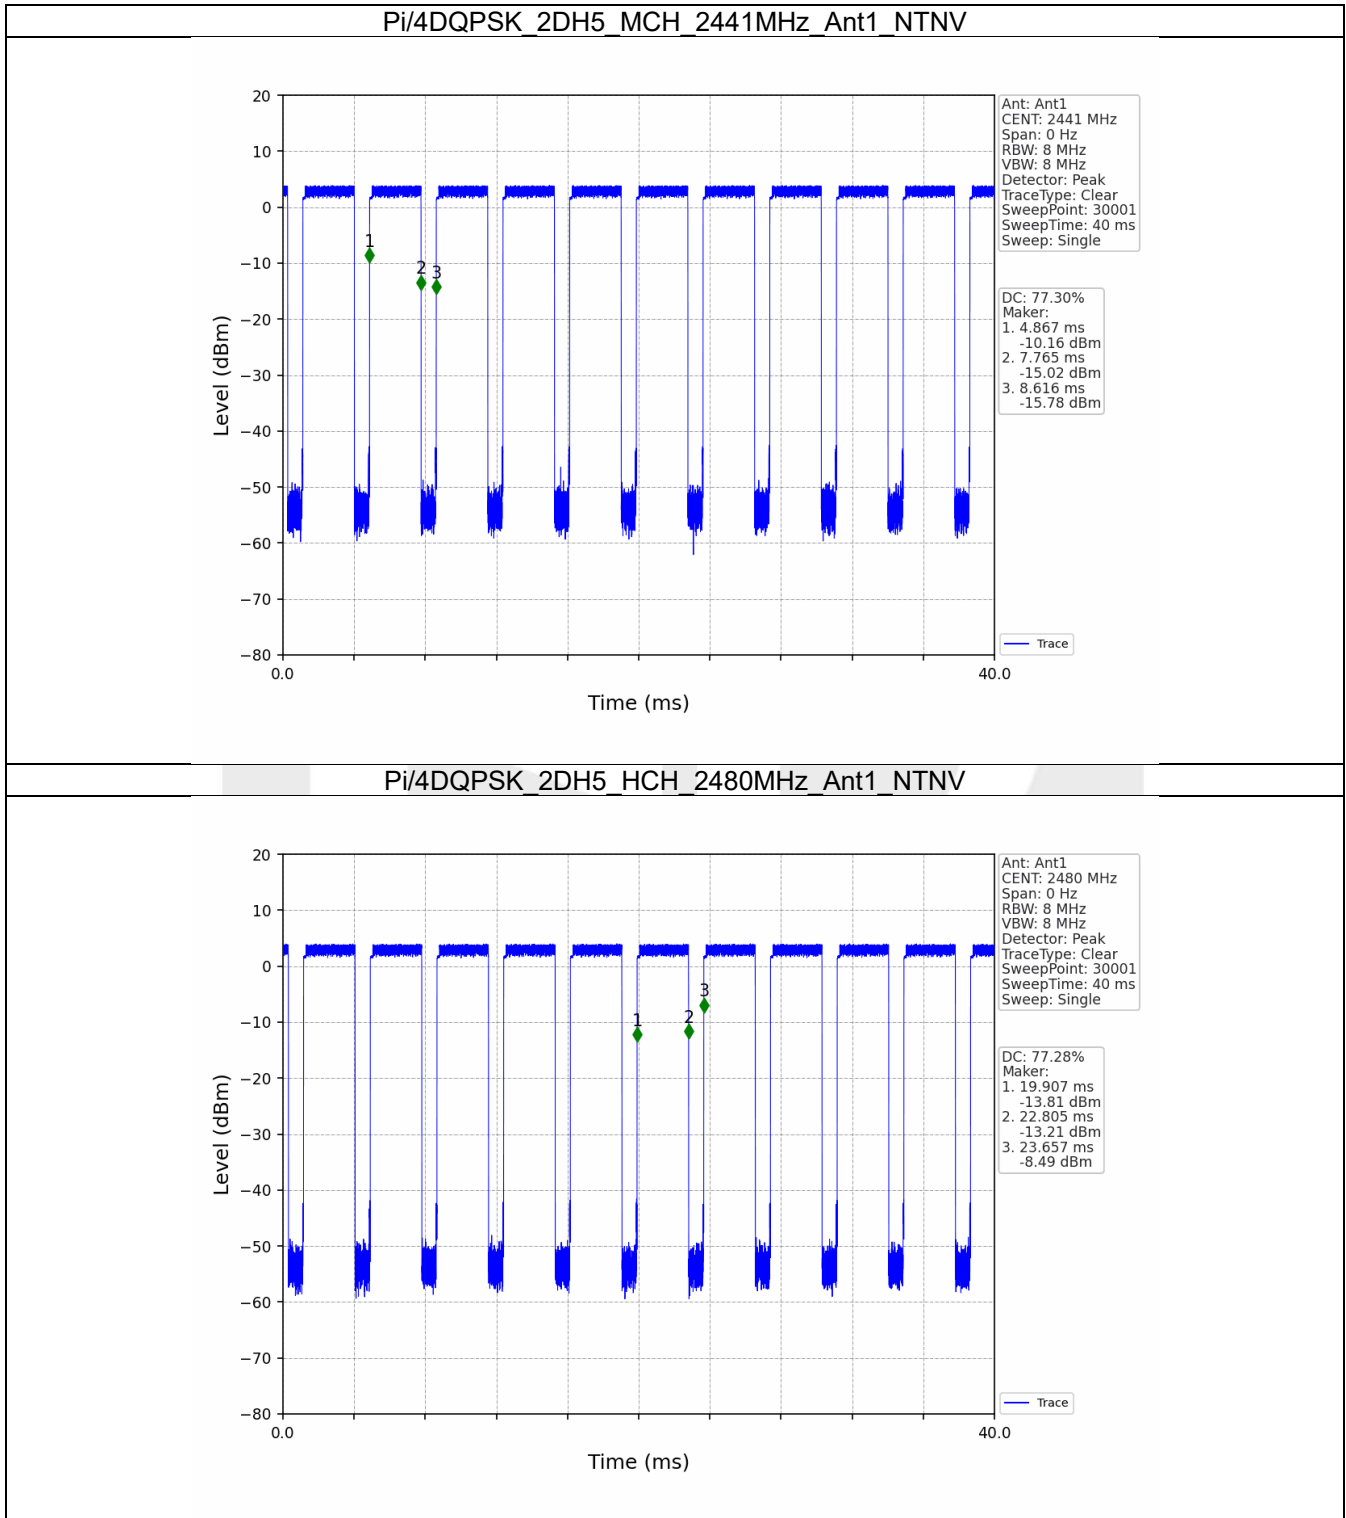 Pi/4DQPSK_2DH5_MCH_2441MHz_Ant1_NTNV
20
10
0
−10
−20
−30
−40
−50
−60
−70
−80
Level (dBm)
1
2
3
0.0
40.0
Time (ms)
Ant: Ant1
CENT: 2441 MHz
Span: 0 Hz
RBW: 8 MHz
VBW: 8 MHz
Detector: Peak
TraceType: Clear
SweepPoint: 30001
SweepTime: 40 ms
Sweep: Single
DC: 77.30%
Maker:
1. 4.867 ms
-10.16 dBm
2. 7.765 ms
-15.02 dBm
3. 8.616 ms
-15.78 dBm
Trace
Pi/4DQPSK_2DH5_HCH_2480MHz_Ant1_NTNV
20
10
0
−10
−20
−30
−40
−50
−60
−70
−80
Level (dBm)
1
2
3
0.0
40.0
Time (ms)
Ant: Ant1
CENT: 2480 MHz
Span: 0 Hz
RBW: 8 MHz
VBW: 8 MHz
Detector: Peak
TraceType: Clear
SweepPoint: 30001
SweepTime: 40 ms
Sweep: Single
DC: 77.28%
Maker:
1. 19.907 ms
-13.81 dBm
2. 22.805 ms
-13.21 dBm
3. 23.657 ms
-8.49 dBm
Trace